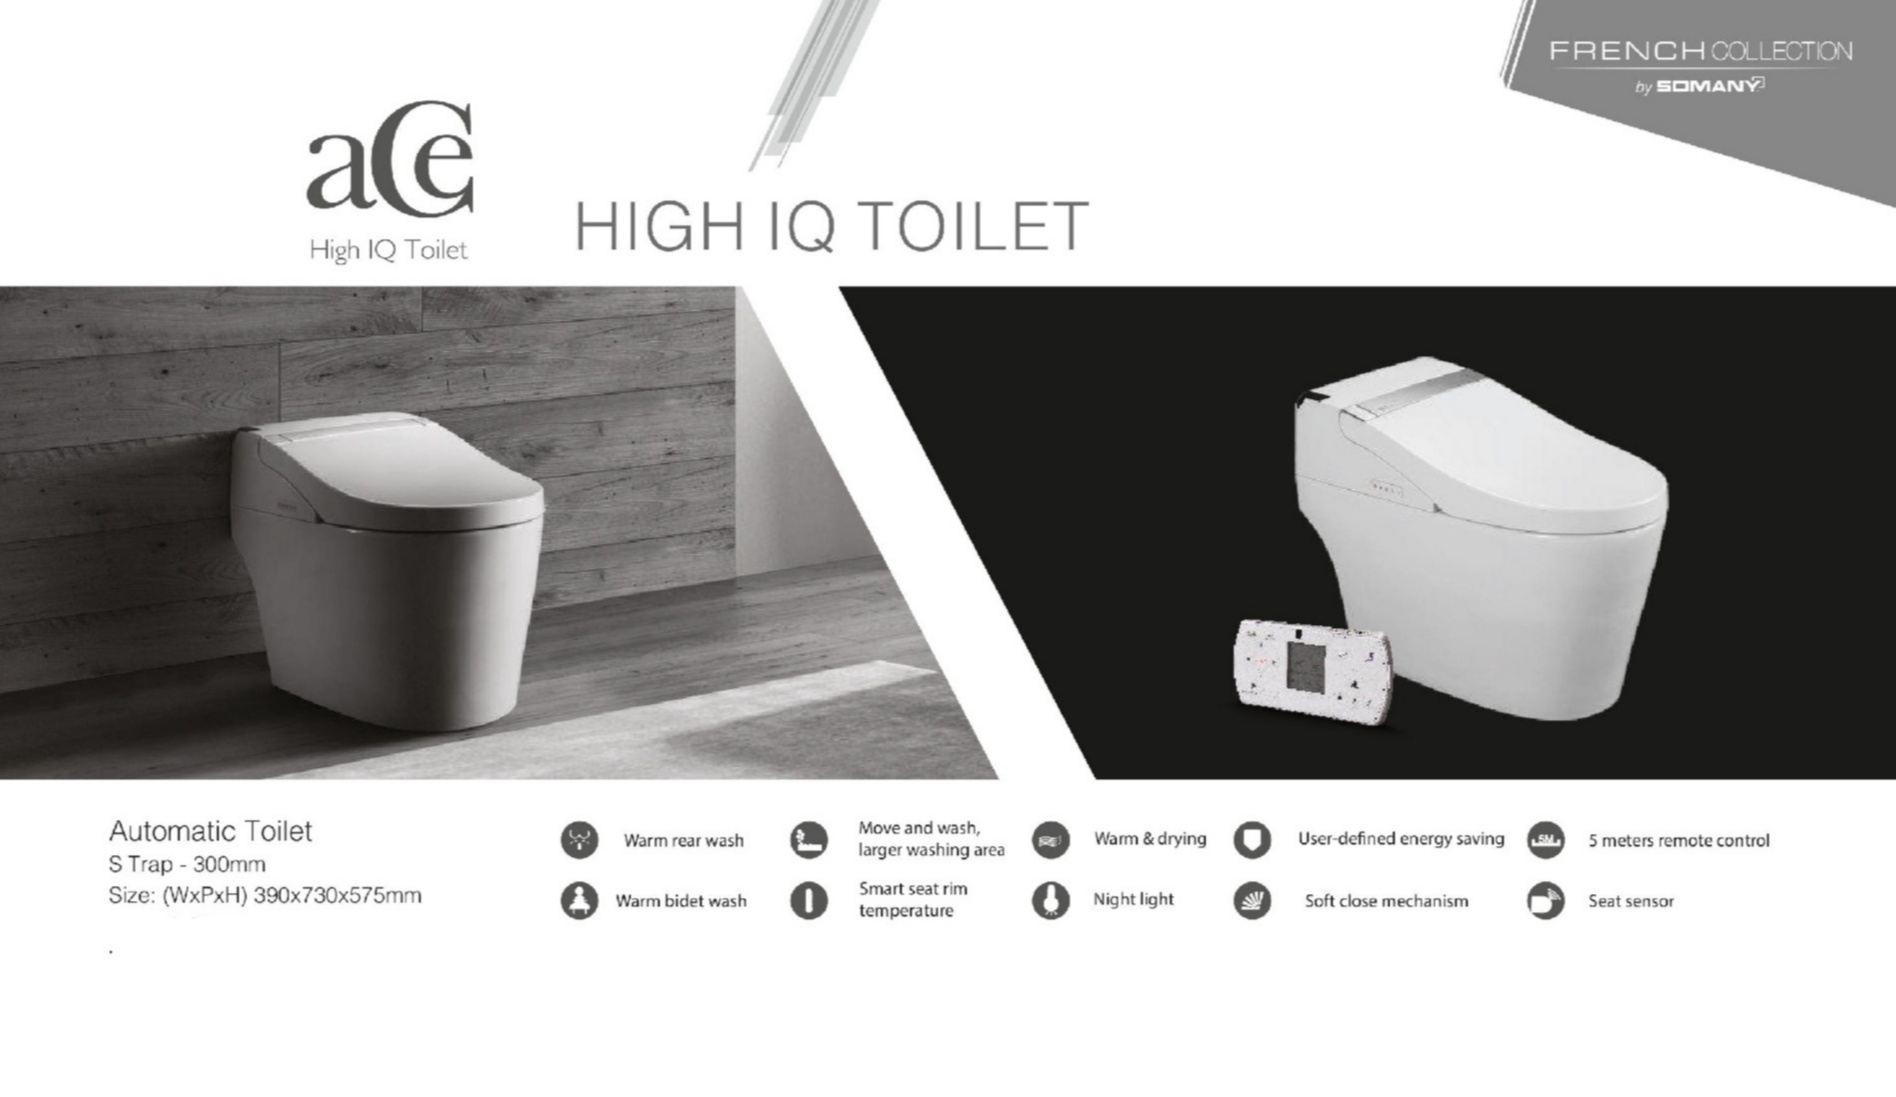 FRENCH COLLECTION
by SOMANY
aCe
High IQ Toilet
HIGH IQ TOILET
Automatic Toilet
S Trap - 300mm
Size: (WxPxH) 390x730x575mm
.
Warm rear wash
Move and wash,
larger washing area
Warm & drying
User-defined energy saving
5M
5 meters remote control
Warm bidet wash
Smart seat rim
temperature
Night light
Soft close mechanism
Seat sensor